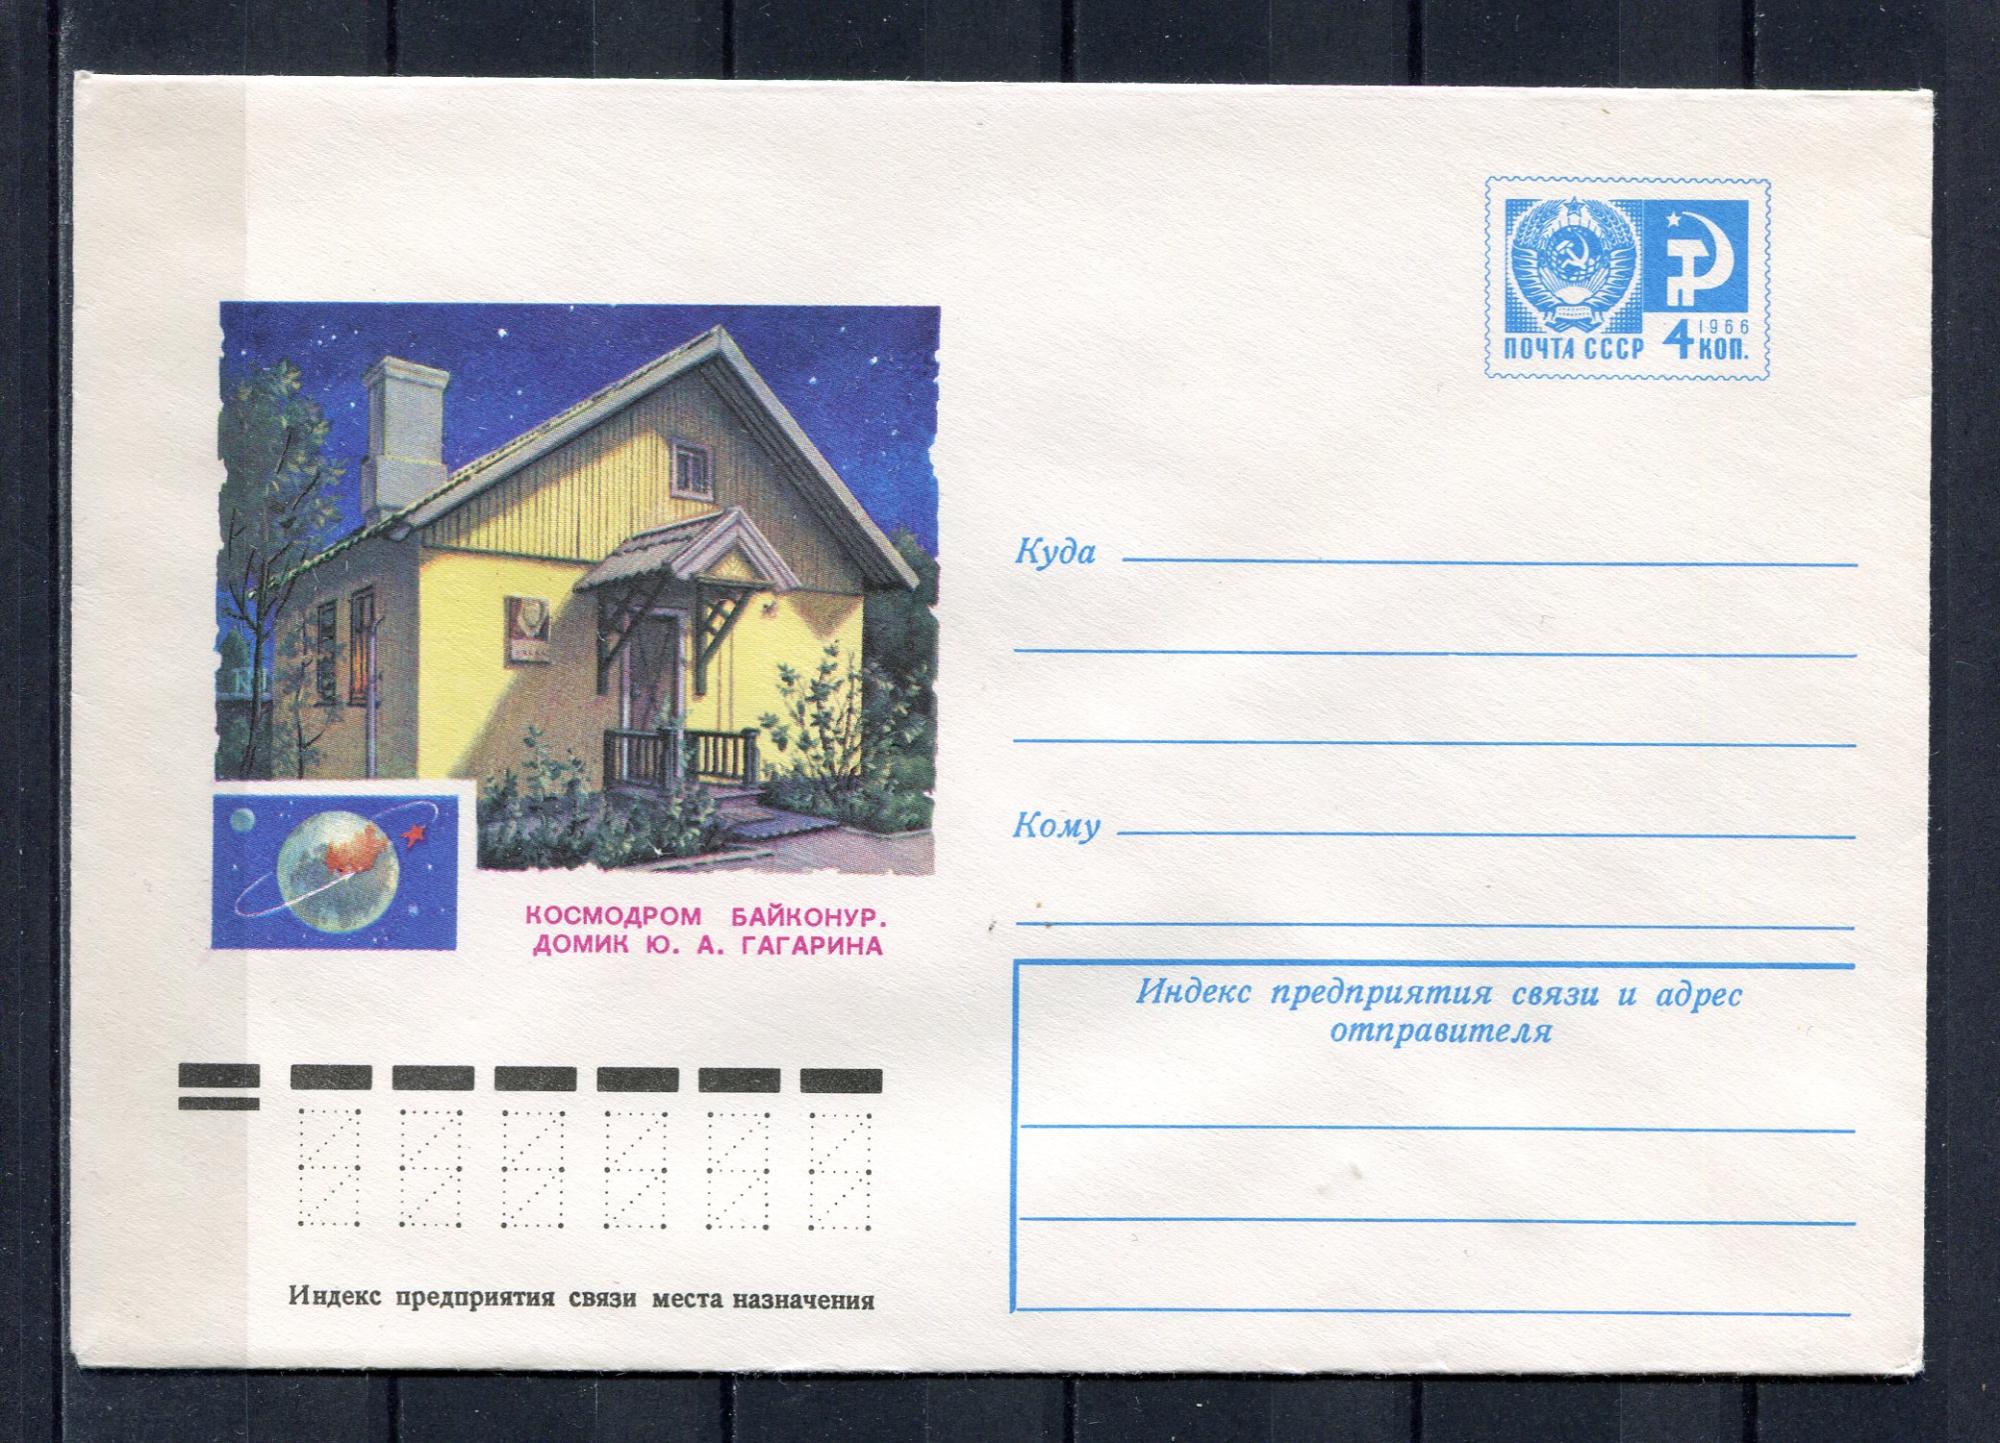 1966
ПОЧТА СССР 4 КОП.
Куда
КОСМОДРОМ БАЙКОНУР.
ДОМИК Ю. А. ГАГАРИНА
Кому
Индекс предприятия связи и адрес
отправителя
Индекс предприятия связи места назначения